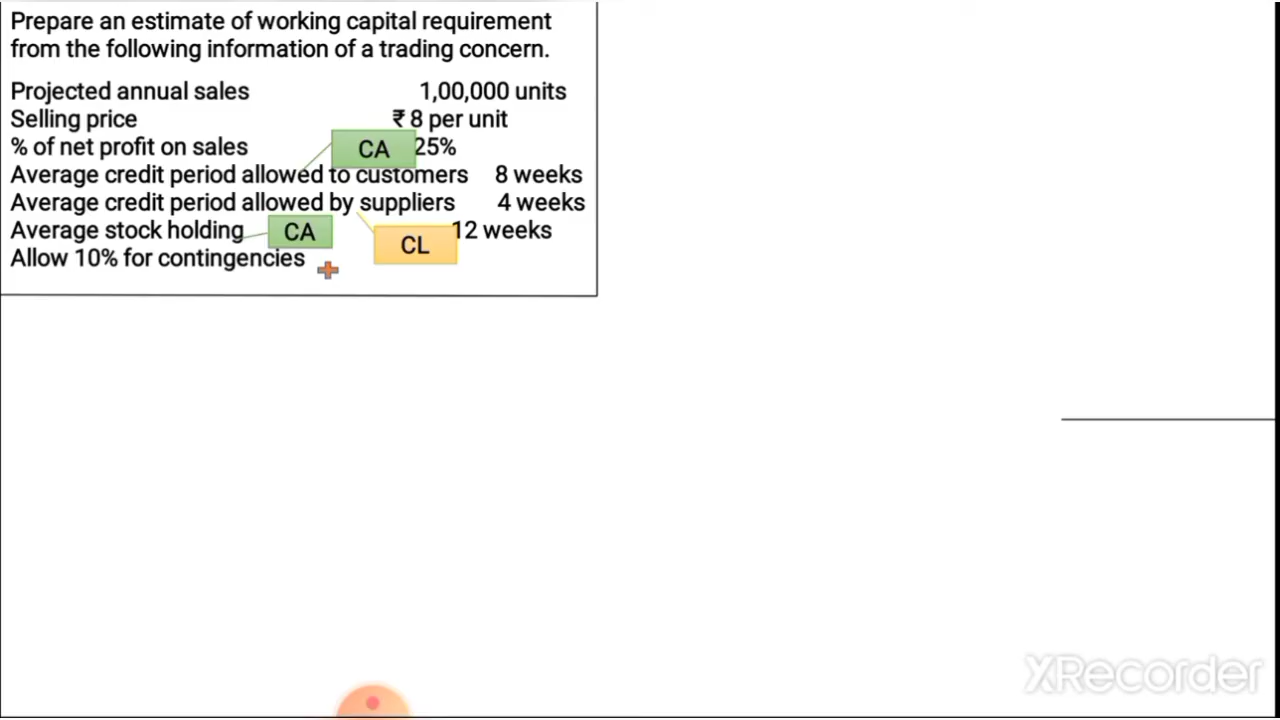 Prepare an estimate of working capital requirement
from the following information of a trading concern.
Projected annual sales 1,00,000 units
Selling price ₹ 8 per unit
% of net profit on sales CA 25%
Average credit period allowed to customers 8 weeks
Average credit period allowed by suppliers 4 weeks
Average stock holding CA 12 weeks
CL
Allow 10% for contingencies
XRecorder